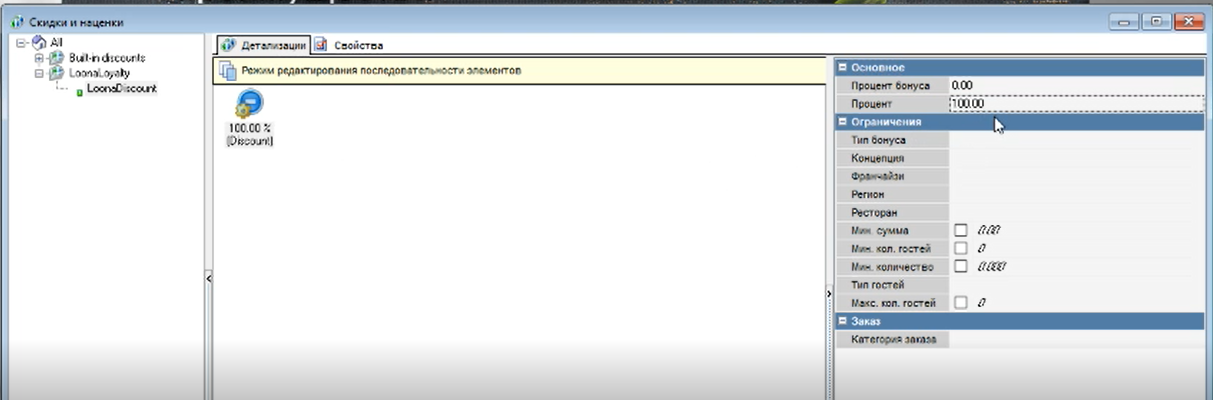 Скидки и наценки
All
Built-in discounts
LoonaLoyalty
LoonaDiscount
Детализации
Свойства
Режим редактирования последовательности элементов
100.00 %
(Discount)
Основное
Процент бонуса 0.00
Процент 100.00
Ограничения
Тип бонуса
Концепция
Франчайзи
Регион
Ресторан
Мин. сумма 0.00
Мин. кол. гостей 0
Мин. количество 0.000
Тип гостей
Макс. кол. гостей 0
Заказ
Категория заказа